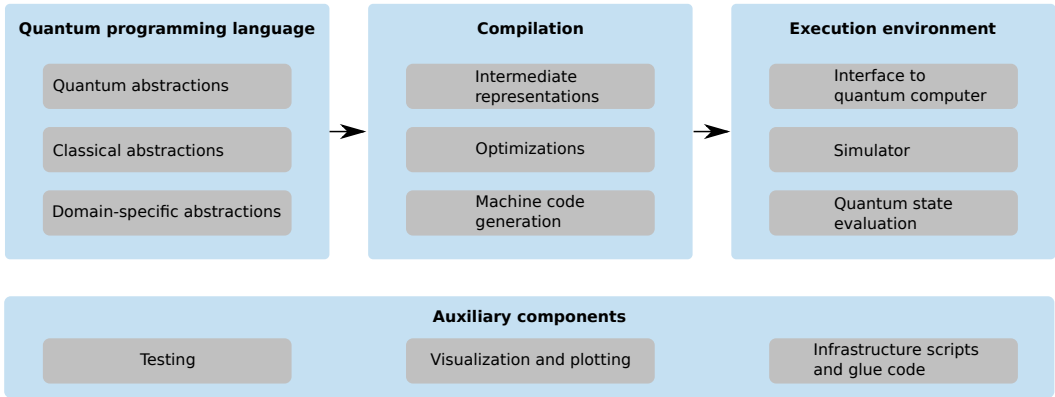 Quantum programming language
Quantum abstractions
Classical abstractions
Domain-specific abstractions
Compilation
Intermediate
representations
Optimizations
Machine code
generation
Execution environment
Interface to
quantum computer
Simulator
Quantum state
evaluation
Auxiliary components
Testing
Visualization and plotting
Infrastructure scripts
and glue code